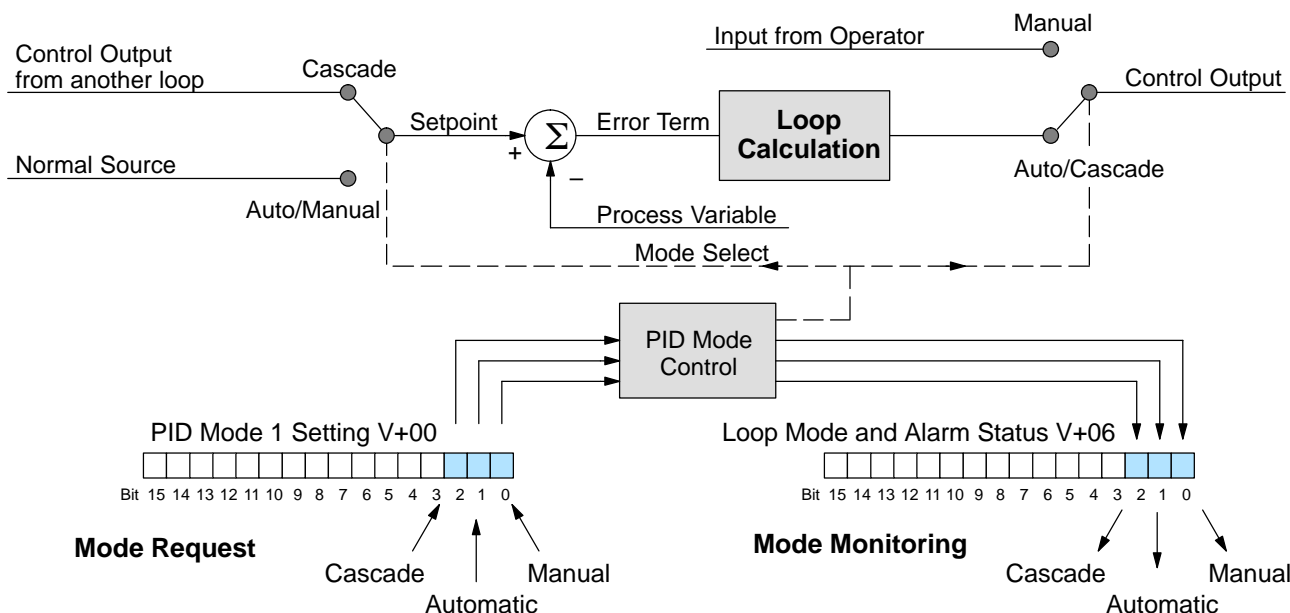 Manual
Input from Operator
Control Output
from another loop
Cascade
Control Output
Setpoint
+
Σ
−
Error Term
Loop
Calculation
Normal Source
Auto/Manual
Auto/Cascade
Process Variable
Mode Select
PID Mode
Control
PID Mode 1 Setting V+00
Bit 15 14 13 12 11 10 9 8 7 6 5 4 3 2 1 0
Mode Request
Cascade
Automatic
Manual
Loop Mode and Alarm Status V+06
Bit 15 14 13 12 11 10 9 8 7 6 5 4 3 2 1 0
Mode Monitoring
Cascade
Automatic
Manual